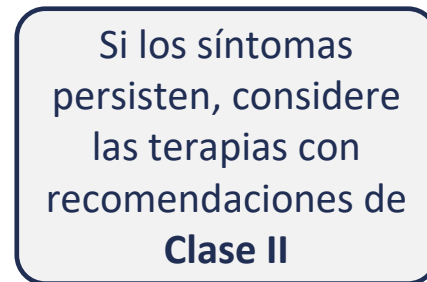 Si los síntomas
persisten, considere
las terapias con
recomendaciones de
Clase II